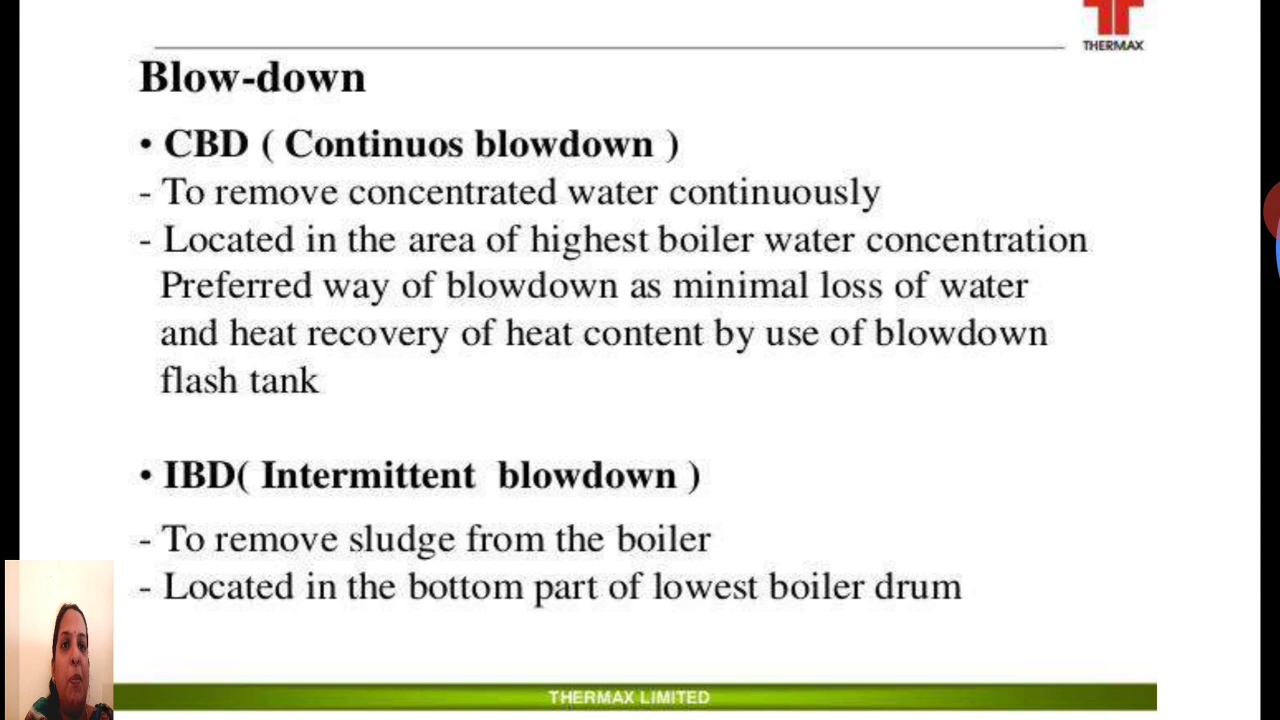 THERMAX
Blow-down
• CBD ( Continuos blowdown )
- To remove concentrated water continuously
- Located in the area of highest boiler water concentration
Preferred way of blowdown as minimal loss of water
and heat recovery of heat content by use of blowdown
flash tank
• IBD( Intermittent blowdown )
- To remove sludge from the boiler
- Located in the bottom part of lowest boiler drum
THERMAX LIMITED